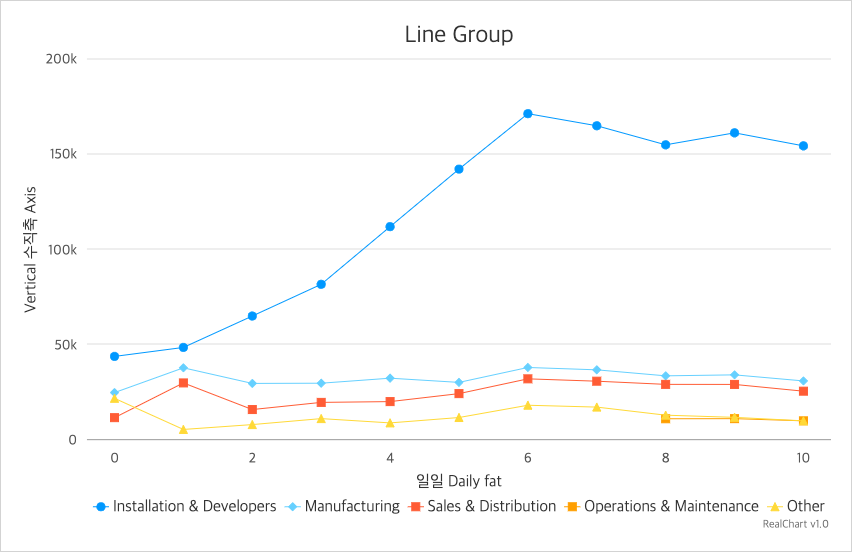 Line Group
200k
150k
100k
50k
0
Vertical 수직축 Axis
0 2 4 6 8 10
일일 Daily fat
Installation & Developers Manufacturing Sales & Distribution Operations & Maintenance Other
RealChart v1.0